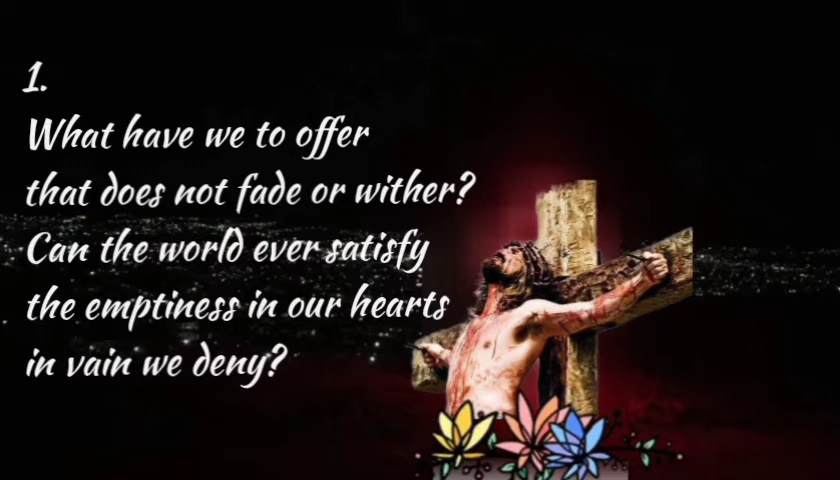 1.
What have we to offer
that does not fade or wither?
Can the world ever satisfy
the emptiness in our hearts
in vain we deny?